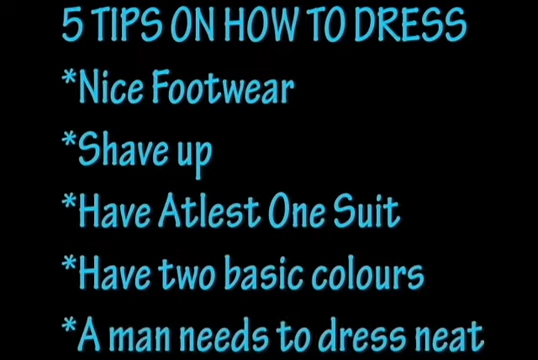 5 TIPS ON HOW TO DRESS
*Nice Footwear
*Shave up
*Have Atlest One Suit
*Have two basic colours
*A man needs to dress neat